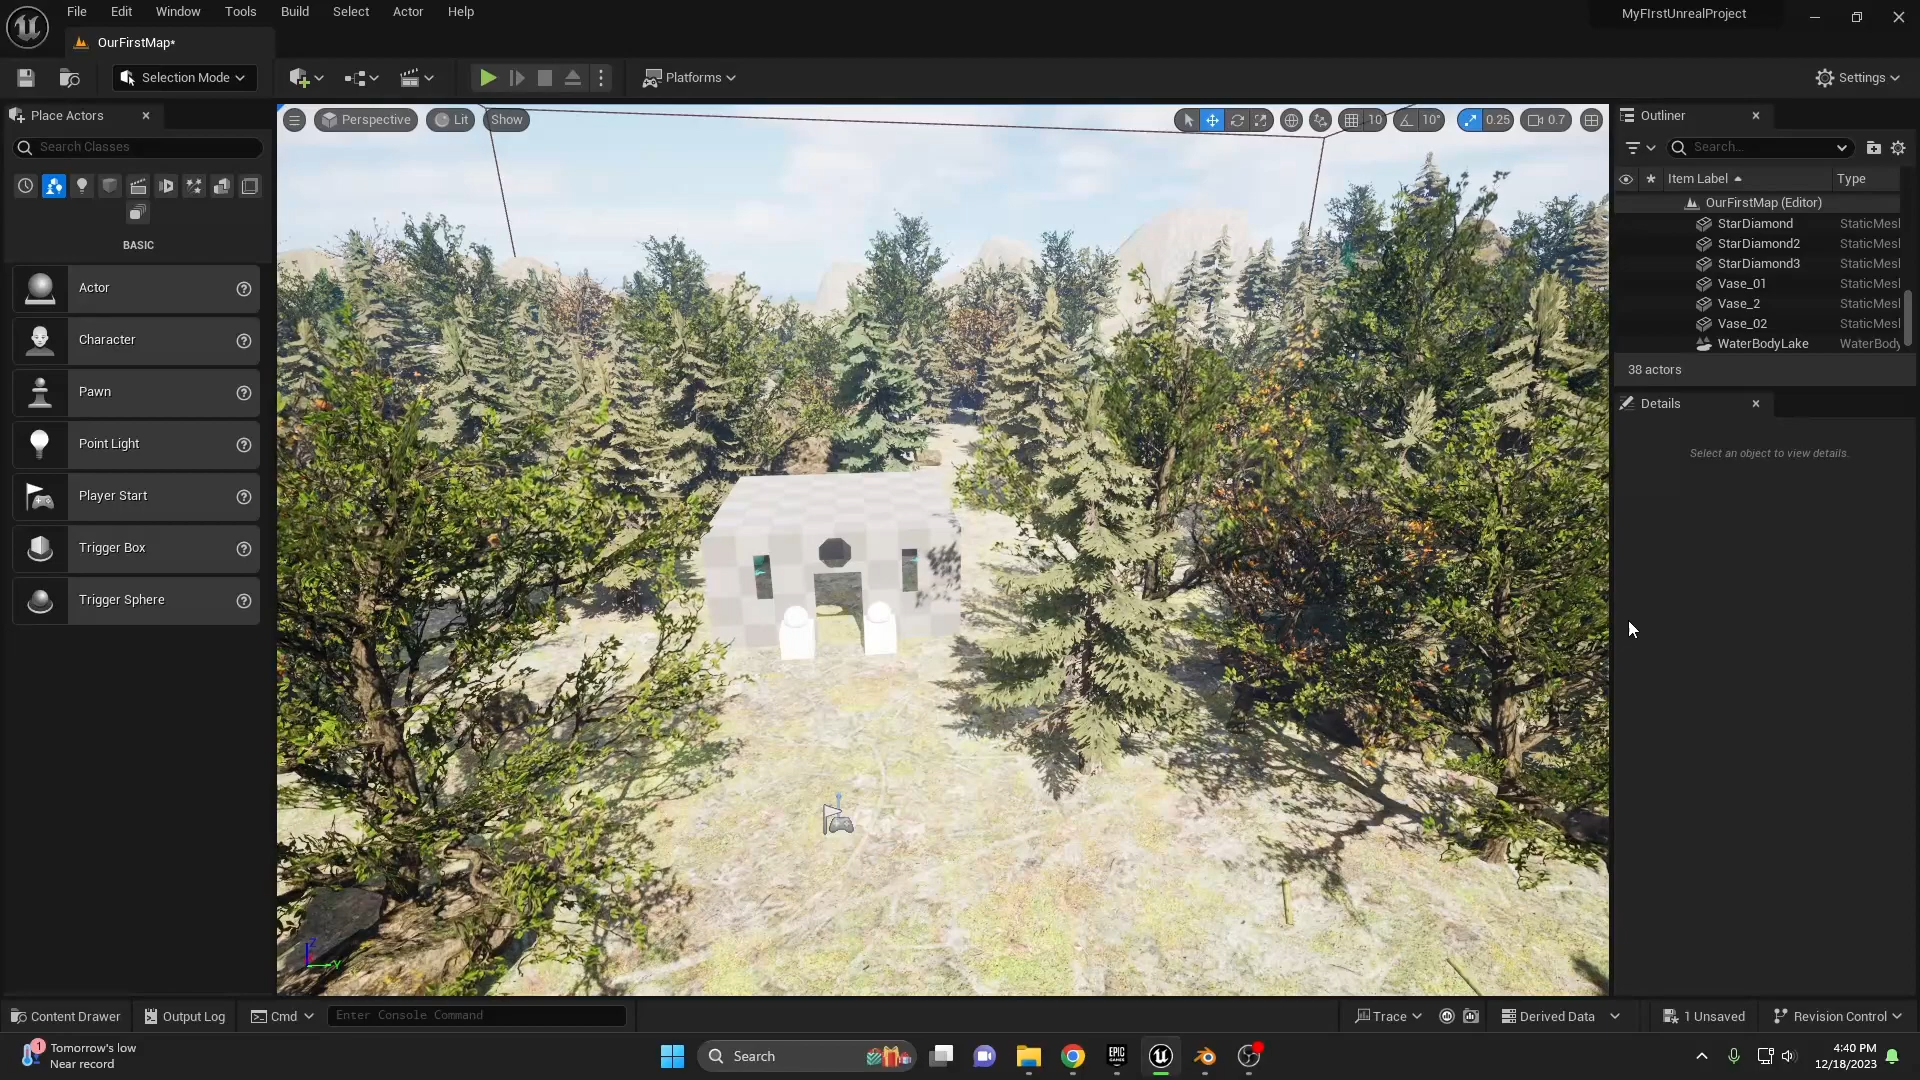 File Edit Window Tools Build Select Actor Help
MyFIrstUnrealProject
OurFirstMap*
Selection Mode
Platforms
Settings
Place Actors
Perspective Lit Show
10 10° 0.25 0.7
Outliner
Search Classes
Search...
Item Label Type
OurFirstMap (Editor)
StarDiamond StaticMesl
StarDiamond2 StaticMesl
StarDiamond3 StaticMesl
Vase_01 StaticMesl
Vase_2 StaticMesl
Vase_02 StaticMesl
WaterBodyLake WaterBody
38 actors
BASIC
Actor
Character
Pawn
Point Light
Player Start
Trigger Box
Trigger Sphere
Details
Select an object to view details.
Z
Y
Content Drawer Output Log Cmd Enter Console Command Trace Derived Data 1 Unsaved Revision Control
1
Tomorrow's low
Near record
Search
EPIC
GAMES
4:40 PM
12/18/2023